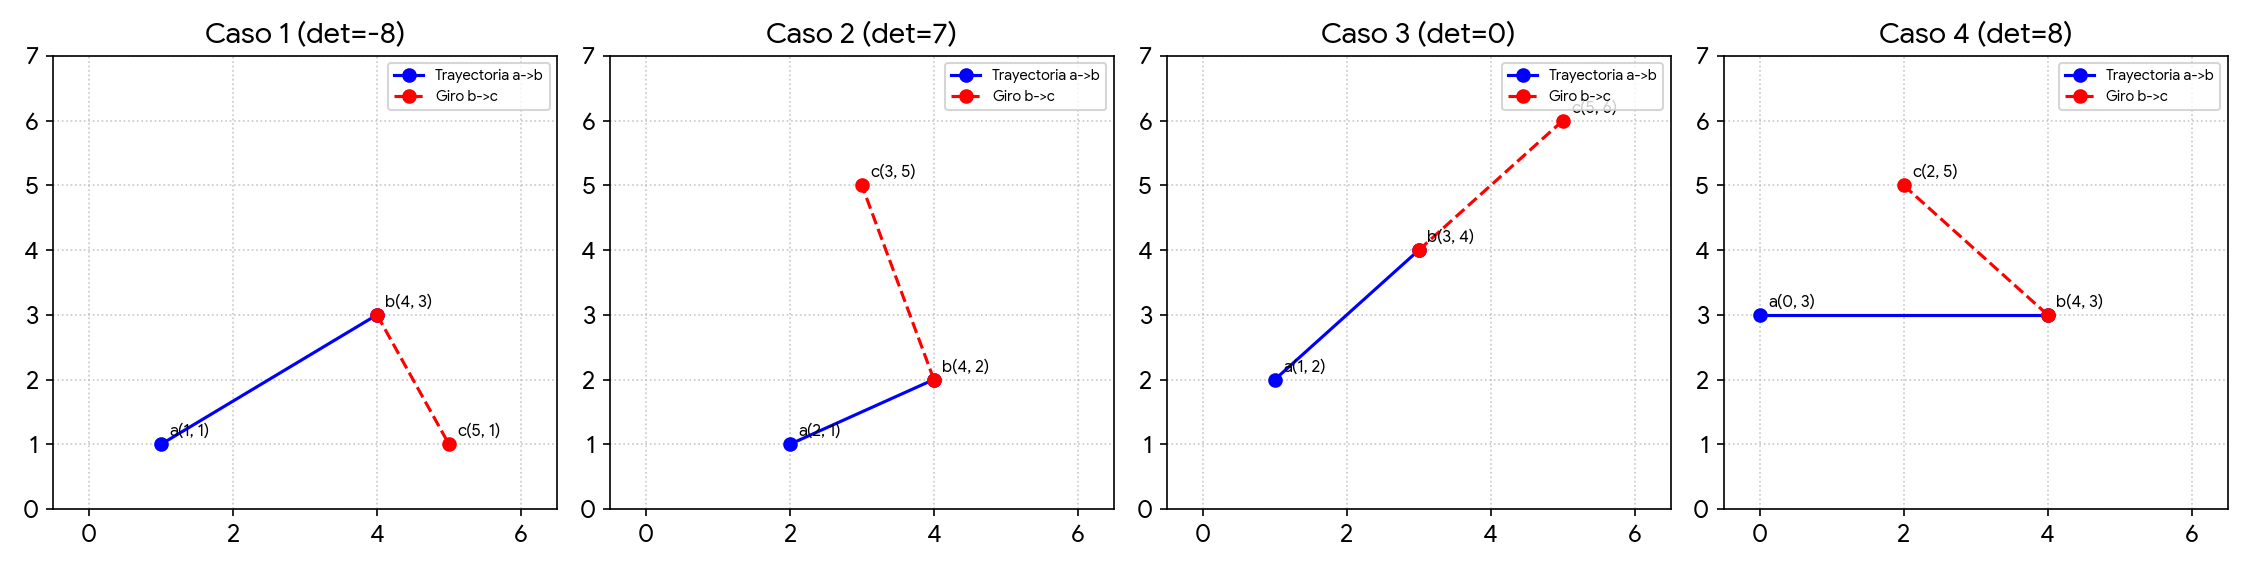 Caso 1 (det=-8)
7
6
5
4
3
2
1
0
0 2 4 6
Trayectoria a->b
Giro b->c
b(4, 3)
a(1, 1)
c(5, 1)
Caso 2 (det=7)
7
6
5
4
3
2
1
0
0 2 4 6
Trayectoria a->b
Giro b->c
c(3, 5)
b(4, 2)
a(2, 1)
Caso 3 (det=0)
7
6
5
4
3
2
1
0
0 2 4 6
Trayectoria a->b
Giro b->c
c(5, 6)
b(3, 4)
a(1, 2)
Caso 4 (det=8)
7
6
5
4
3
2
1
0
0 2 4 6
Trayectoria a->b
Giro b->c
c(2, 5)
a(0, 3)
b(4, 3)